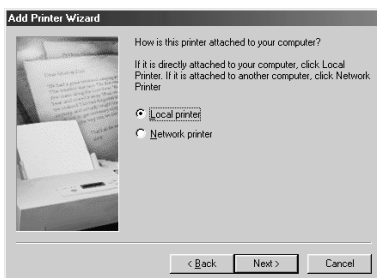 Add Printer Wizard
How is this printer attached to your computer?
If it is directly attached to your computer, click Local
Printer. If it is attached to another computer, click Network
Printer
Local printer
Network printer
< Back
Next >
Cancel